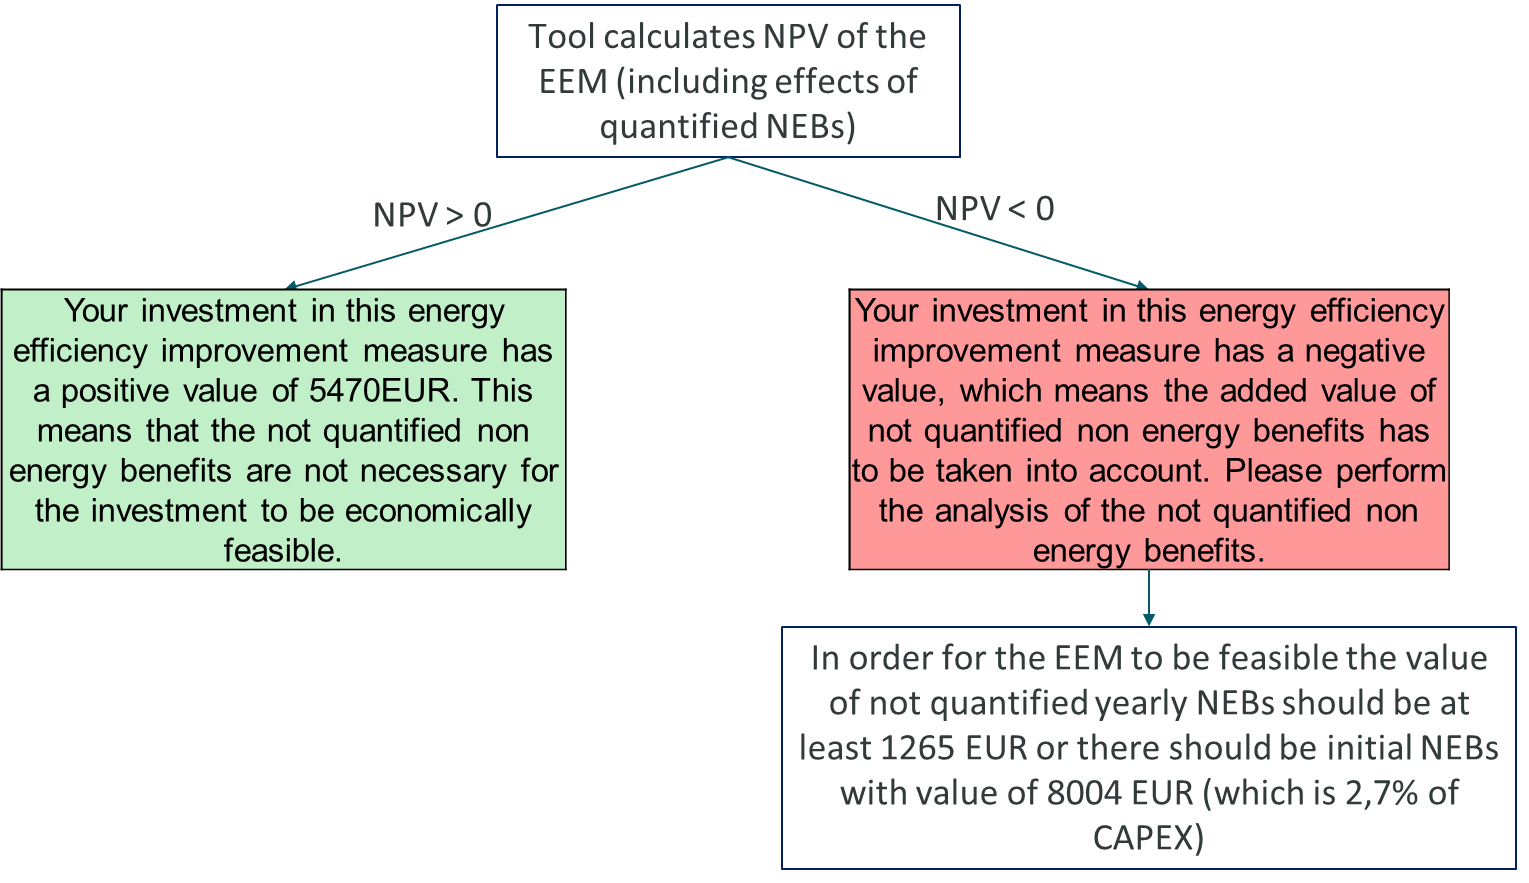 Tool calculates NPV of the
EEM (including effects of
quantified NEBs)
NPV > 0
NPV < 0
Your investment in this energy
efficiency improvement measure has
a positive value of 5470EUR. This
means that the not quantified non
energy benefits are not necessary for
the investment to be economically
feasible.
Your investment in this energy efficiency
improvement measure has a negative
value, which means the added value of
not quantified non energy benefits has
to be taken into account. Please perform
the analysis of the not quantified non
energy benefits.
In order for the EEM to be feasible the value
of not quantified yearly NEBs should be at
least 1265 EUR or there should be initial NEBs
with value of 8004 EUR (which is 2,7% of
CAPEX)